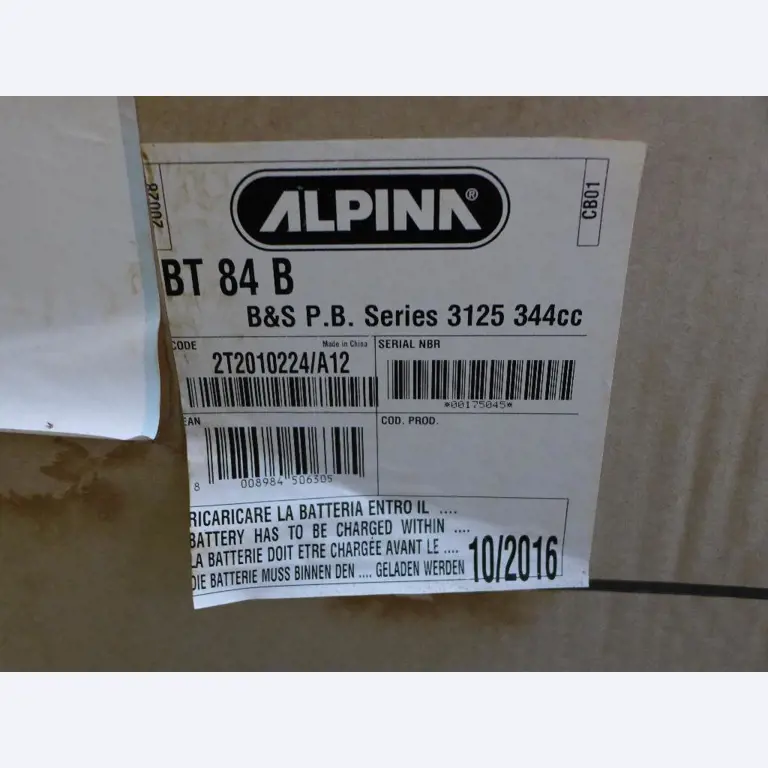 20028
ALPINA®
CB01
BT 84 B
B&S P.B. Series 3125 344cc
CODE
Made in China
2T2010224/A12
SERIAL NBR
*00175045*
EAN
8 008984 506305
COD. PROD.
RICARICARE LA BATTERIA ENTRO IL ....
BATTERY HAS TO BE CHARGED WITHIN ....
LA BATTERIE DOIT ETRE CHARGÉE AVANT LE ....
DIE BATTERIE MUSS BINNEN DEN .... GELADEN WERDEN
10/2016